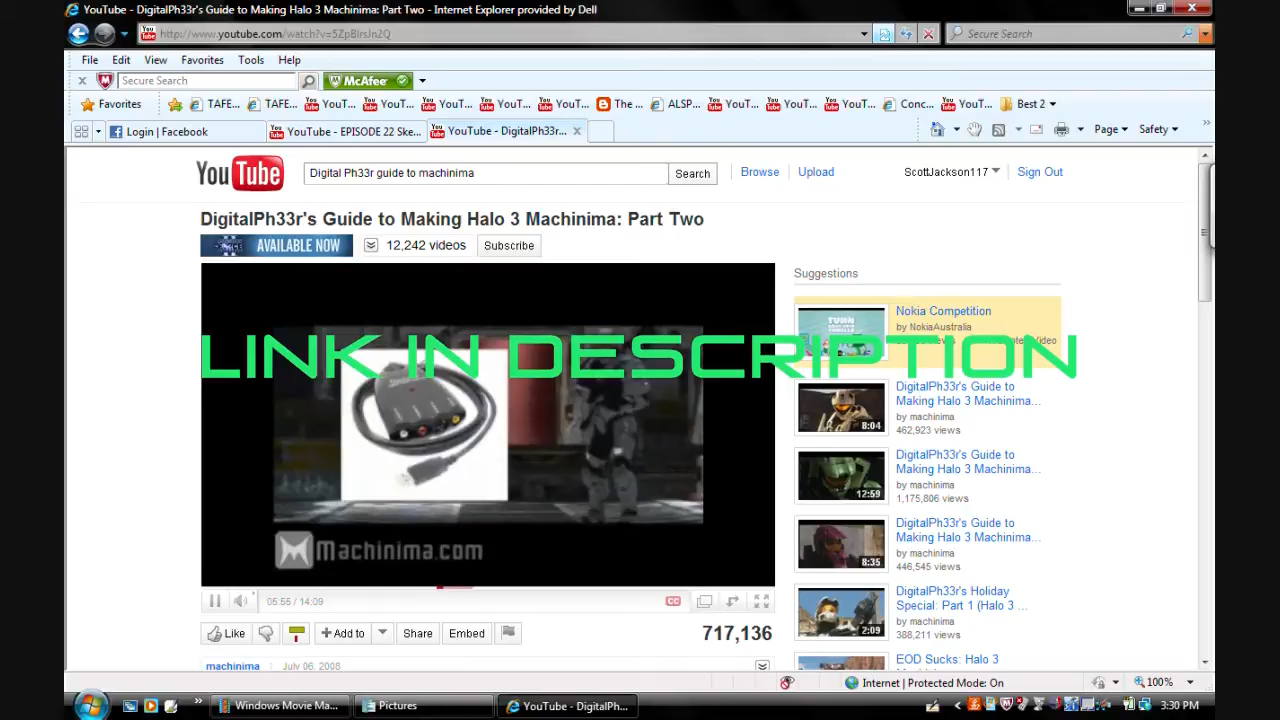 YouTube - DigitalPh33r's Guide to Making Halo 3 Machinima: Part Two - Internet Explorer provided by Dell
http://www.youtube.com/watch?v=5ZpBIrsJn2Q
Secure Search
File Edit View Favorites Tools Help
Secure Search
McAfee
Favorites TAFE... TAFE... YouT... YouT... YouT... YouT... YouT... The ... ALSP... YouT... YouT... YouT... Conc... YouT... Best 2
Login | Facebook
YouTube - EPISODE 22 Ske...
YouTube - DigitalPh33r...
Page Safety
YouTube
Digital Ph33r guide to machinima
Search
Browse
Upload
ScottJackson117
Sign Out
DigitalPh33r's Guide to Making Halo 3 Machinima: Part Two
AVAILABLE NOW
12,242 videos
Subscribe
Suggestions
Nokia Competition
by NokiaAustralia
LINK IN DESCRIPTION
DigitalPh33r's Guide to
Making Halo 3 Machinima...
by machinima
462,923 views
8:04
DigitalPh33r's Guide to
Making Halo 3 Machinima...
by machinima
1,175,806 views
12:59
DigitalPh33r's Guide to
Making Halo 3 Machinima...
by machinima
446,545 views
8:35
DigitalPh33r's Holiday
Special: Part 1 (Halo 3 ...
by machinima
388,211 views
2:09
EOD Sucks: Halo 3
Machinima.com
05:55 / 14:09
CC
Like
Add to
Share
Embed
717,136
machinima
July 06, 2008
Internet | Protected Mode: On
100%
Windows Movie Ma...
Pictures
YouTube - DigitalPh...
3:30 PM